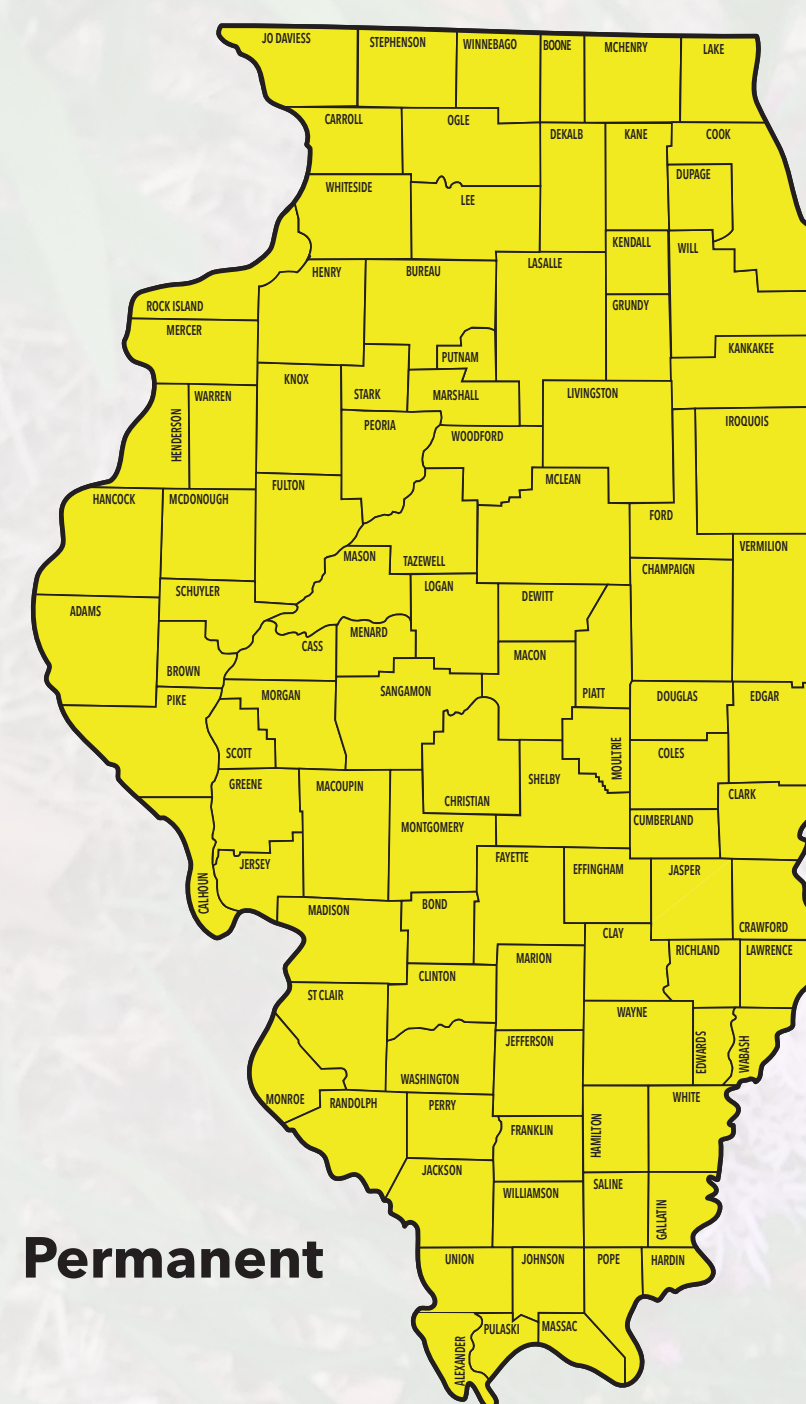 JO DAVIESS
STEPHENSON
WINNEBAGO
BOONE
MCHENRY
LAKE
CARROLL
OGLE
DEKALB
KANE
COOK
DUPAGE
WHITESIDE
LEE
KENDALL
WILL
LASALLE
HENRY
BUREAU
ROCK ISLAND
GRUNDY
MERCER
KANKAKEE
PUTNAM
KNOX
STARK
MARSHALL
LIVINGSTON
WARREN
HENDERSON
PEORIA
WOODFORD
IROQUOIS
FULTON
MCLEAN
HANCOCK
MCDONOUGH
FORD
MASON
TAZEWELL
VERMILION
CHAMPAIGN
SCHUYLER
LOGAN
DEWITT
ADAMS
MENARD
CASS
MACON
BROWN
PIKE
MORGAN
SANGAMON
PIATT
DOUGLAS
EDGAR
SCOTT
MOULTRIE
COLES
SHELBY
GREENE
MACOUPIN
CHRISTIAN
CLARK
CUMBERLAND
MONTGOMERY
JERSEY
FAYETTE
EFFINGHAM
JASPER
CALHOUN
MADISON
BOND
CRAWFORD
CLAY
RICHLAND
LAWRENCE
MARION
CLINTON
ST CLAIR
WAYNE
EDWARDS
WABASH
JEFFERSON
WASHINGTON
MONROE
RANDOLPH
PERRY
WHITE
HAMILTON
FRANKLIN
JACKSON
WILLIAMSON
SALINE
GALLATIN
Permanent
UNION
JOHNSON
POPE
HARDIN
PULASKI
MASSAC
ALEXANDER